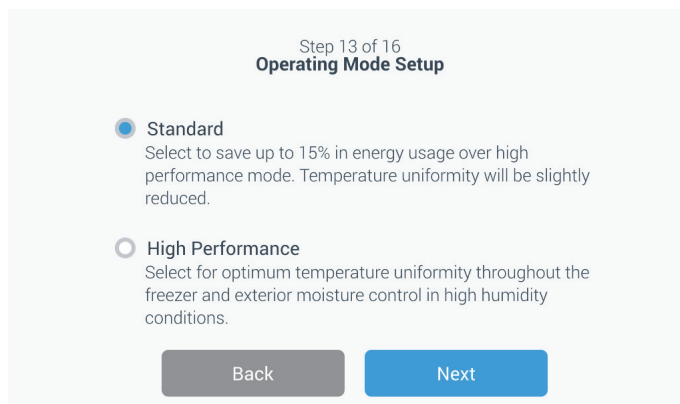 Step 13 of 16
Operating Mode Setup
Standard
Select to save up to 15% in energy usage over high
performance mode. Temperature uniformity will be slightly
reduced.
High Performance
Select for optimum temperature uniformity throughout the
freezer and exterior moisture control in high humidity
conditions.
Back
Next